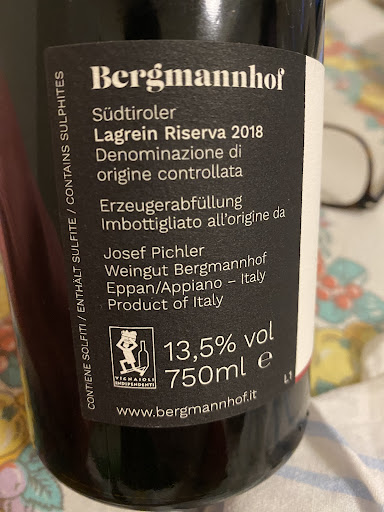 Bergmannhof
Südtiroler
Lagrein Riserva 2018
Denominazione di
origine controllata
Erzeugerabfüllung
Imbottigliato all'origine da
Josef Pichler
Weingut Bergmannhof
Eppan/Appiano – Italy
Product of Italy
VIGNAIOLI
INDIPENDENTI
13,5% vol
750ml ℮
L1
www.bergmannhof.it
CONTIENE SOLFITI / ENTHÄLT SULFITE / CONTAINS SULPHITES